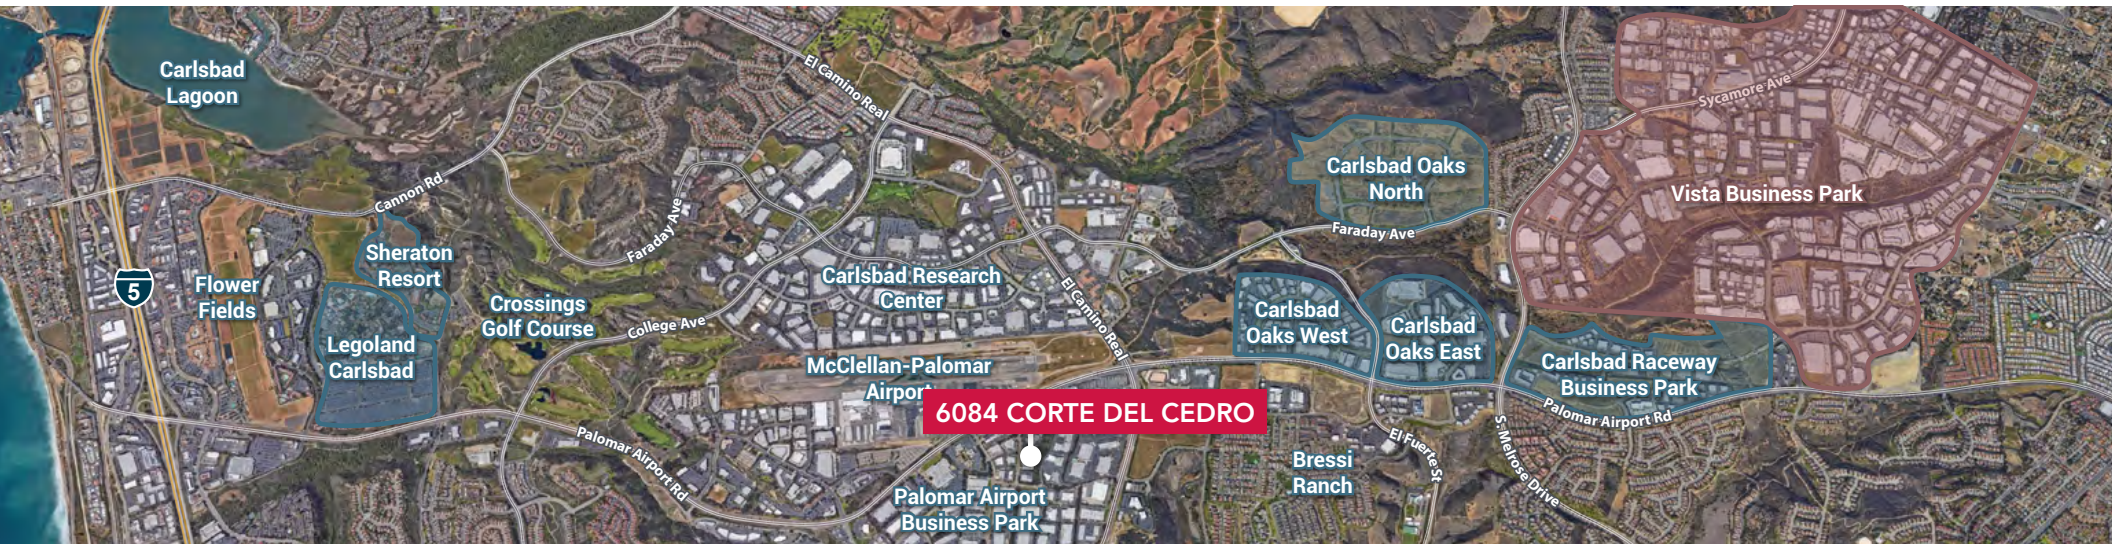 Carlsbad
Lagoon
El Camino Real
Sycamore Ave
Carlsbad Oaks
North
Vista Business Park
Cannon Rd
Faraday Ave
Faraday Ave
Sheraton
Resort
Flower
Fields
5
Carlsbad Research
Center
El Camino Real
Crossings
Golf Course
College Ave
Carlsbad
Oaks West
Carlsbad
Oaks East
Legoland
Carlsbad
McClellan-Palomar
Airport
Carlsbad Raceway
Business Park
6084 CORTE DEL CEDRO
Palomar Airport Rd
Palomar Airport Rd
El Fuerte St
S. Melrose Drive
Bressi
Ranch
Palomar Airport
Business Park